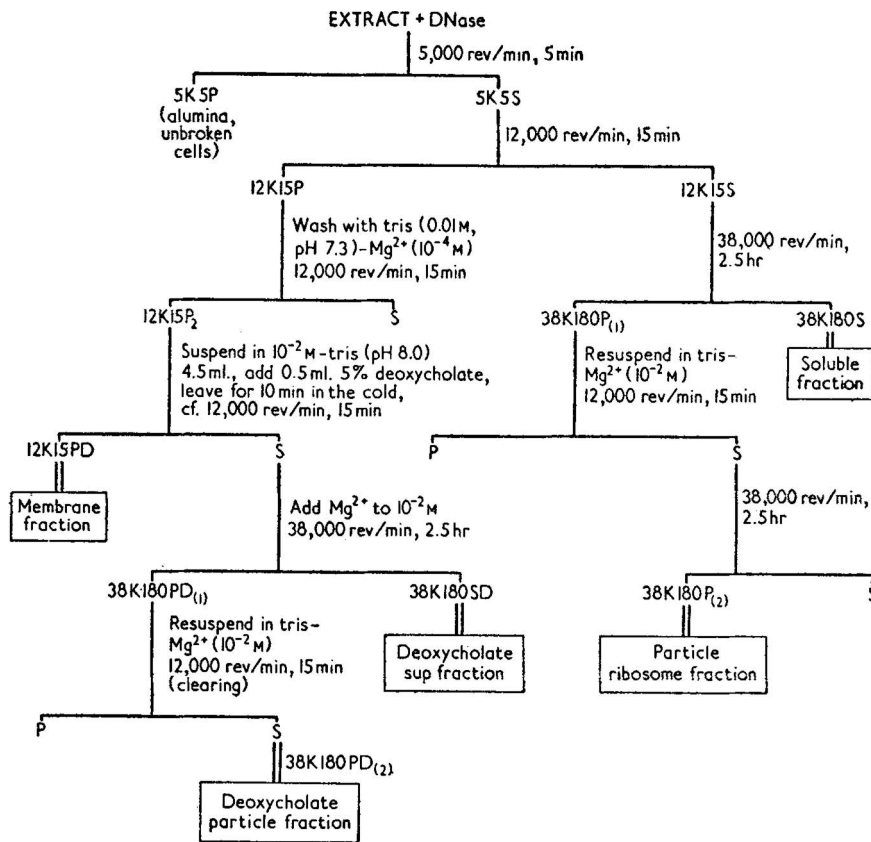 EXTRACT + DNase
5,000 rev/min, 5 min
5K5P
(alumina,
unbroken
cells)
5K5S
12,000 rev/min, 15 min
12K15P
12K15S
Wash with tris (0.01 M,
pH 7.3)–Mg²⁺ (10⁻⁴ M)
12,000 rev/min, 15 min
38,000 rev/min,
2.5 hr
12K15P₂
S
38K180P₍₁₎
38K180S
Soluble
fraction
Suspend in 10⁻² M-tris (pH 8.0)
4.5 ml., add 0.5 ml. 5% deoxycholate,
leave for 10 min in the cold,
cf. 12,000 rev/min, 15 min
Resuspend in tris–
Mg²⁺ (10⁻² M)
12,000 rev/min, 15 min
12K15PD
S
P
S
Membrane
fraction
Add Mg²⁺ to 10⁻² M
38,000 rev/min, 2.5 hr
38,000 rev/min,
2.5 hr
38K180PD₍₁₎
38K180SD
38K180P₍₂₎
Resuspend in tris–
Mg²⁺ (10⁻² M)
12,000 rev/min, 15 min
(clearing)
Deoxycholate
sup fraction
Particle
ribosome fraction
P
S
38K180PD₍₂₎
Deoxycholate
particle fraction